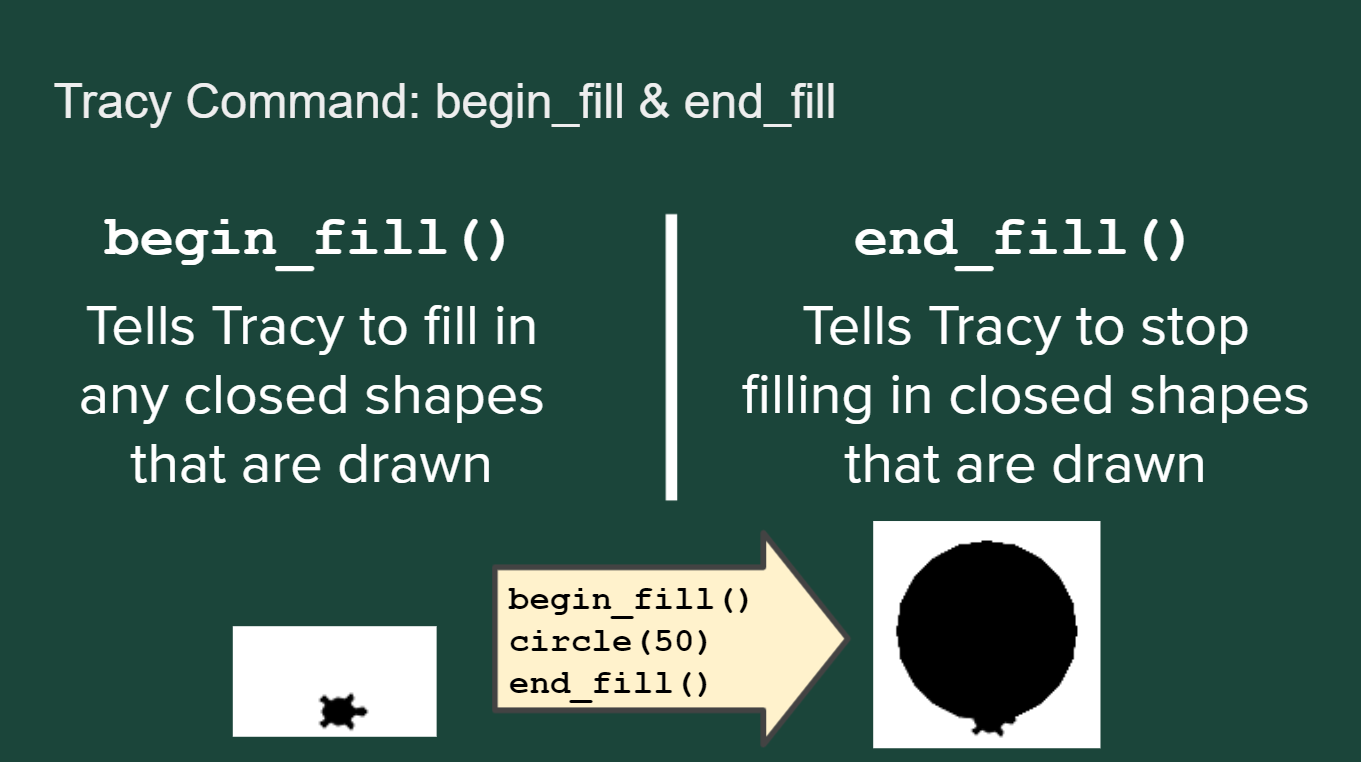 Tracy Command: begin_fill & end_fill
begin_fill()
Tells Tracy to fill in
any closed shapes
that are drawn
end_fill()
Tells Tracy to stop
filling in closed shapes
that are drawn
begin_fill()
circle(50)
end_fill()